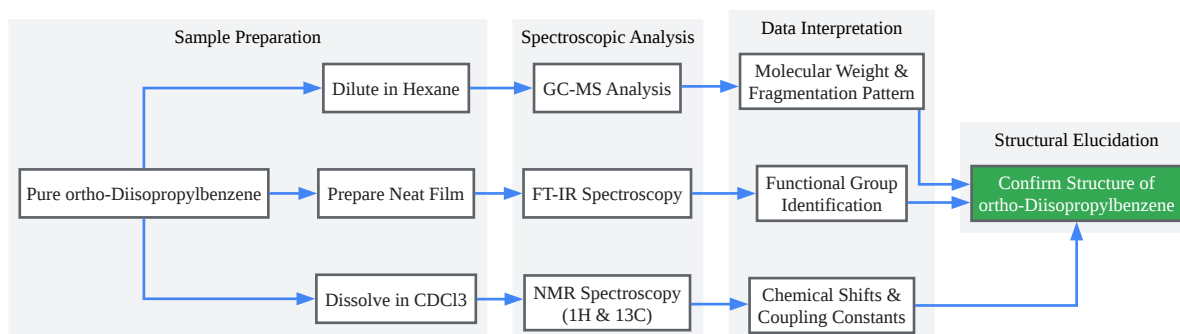 Sample Preparation
Spectroscopic Analysis
Data Interpretation
Structural Elucidation
Dilute in Hexane
GC-MS Analysis
Molecular Weight &
Fragmentation Pattern
Pure ortho-Diisopropylbenzene
Prepare Neat Film
FT-IR Spectroscopy
Functional Group
Identification
Confirm Structure of
ortho-Diisopropylbenzene
Dissolve in CDCl3
NMR Spectroscopy
(1H & 13C)
Chemical Shifts &
Coupling Constants